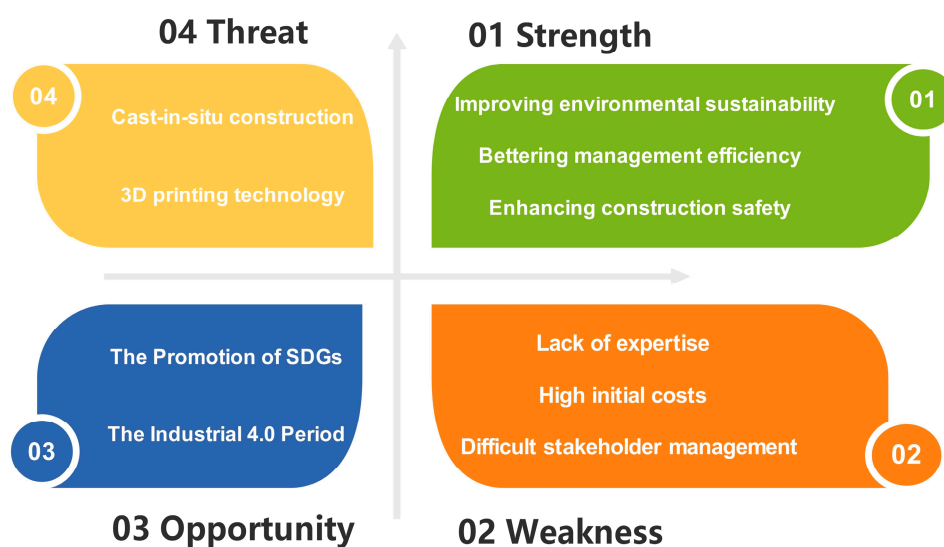 04 Threat
04
Cast-in-situ construction
3D printing technology
01 Strength
01
Improving environmental sustainability
Bettering management efficiency
Enhancing construction safety
The Promotion of SDGs
The Industrial 4.0 Period
03
03 Opportunity
Lack of expertise
High initial costs
Difficult stakeholder management
02
02 Weakness